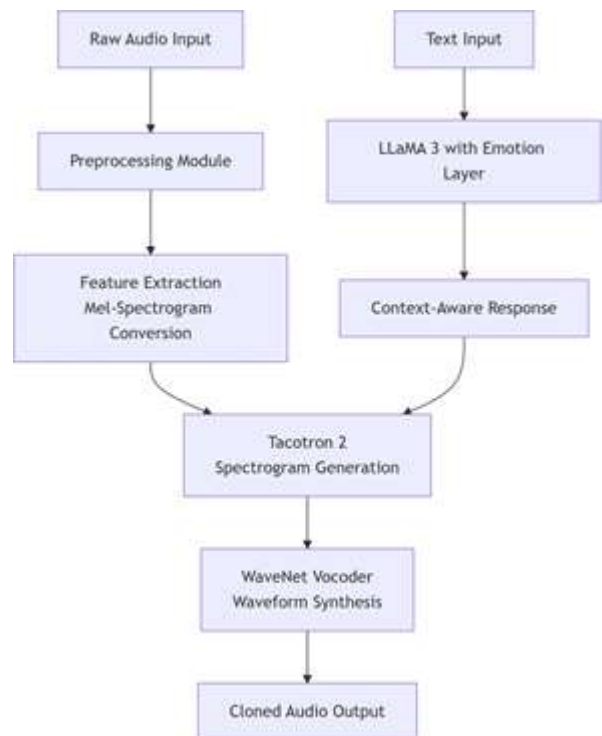 Raw Audio Input
Text Input
Preprocessing Module
LLaMA 3 with Emotion
Layer
Feature Extraction
Mel-Spectrogram
Conversion
Context-Aware Response
Tacotron 2
Spectrogram Generation
WaveNet Vocoder
Waveform Synthesis
Cloned Audio Output